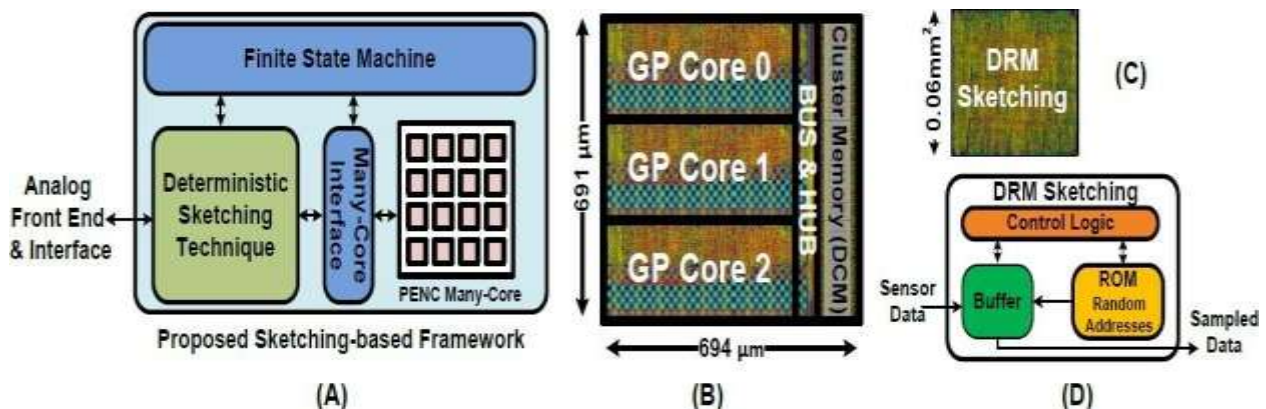 Finite State Machine
Analog
Front End
& Interface
Deterministic
Sketching
Technique
Many-Core
Interface
PENC Many-Core
Proposed Sketching-based Framework
(A)
691 µm
GP Core 0
GP Core 1
GP Core 2
BUS & HUB
Cluster Memory (DCM)
694 µm
(B)
0.06mm²
DRM
Sketching
(C)
DRM Sketching
Control Logic
Sensor
Data
Buffer
ROM
Random
Addresses
Sampled
Data
(D)